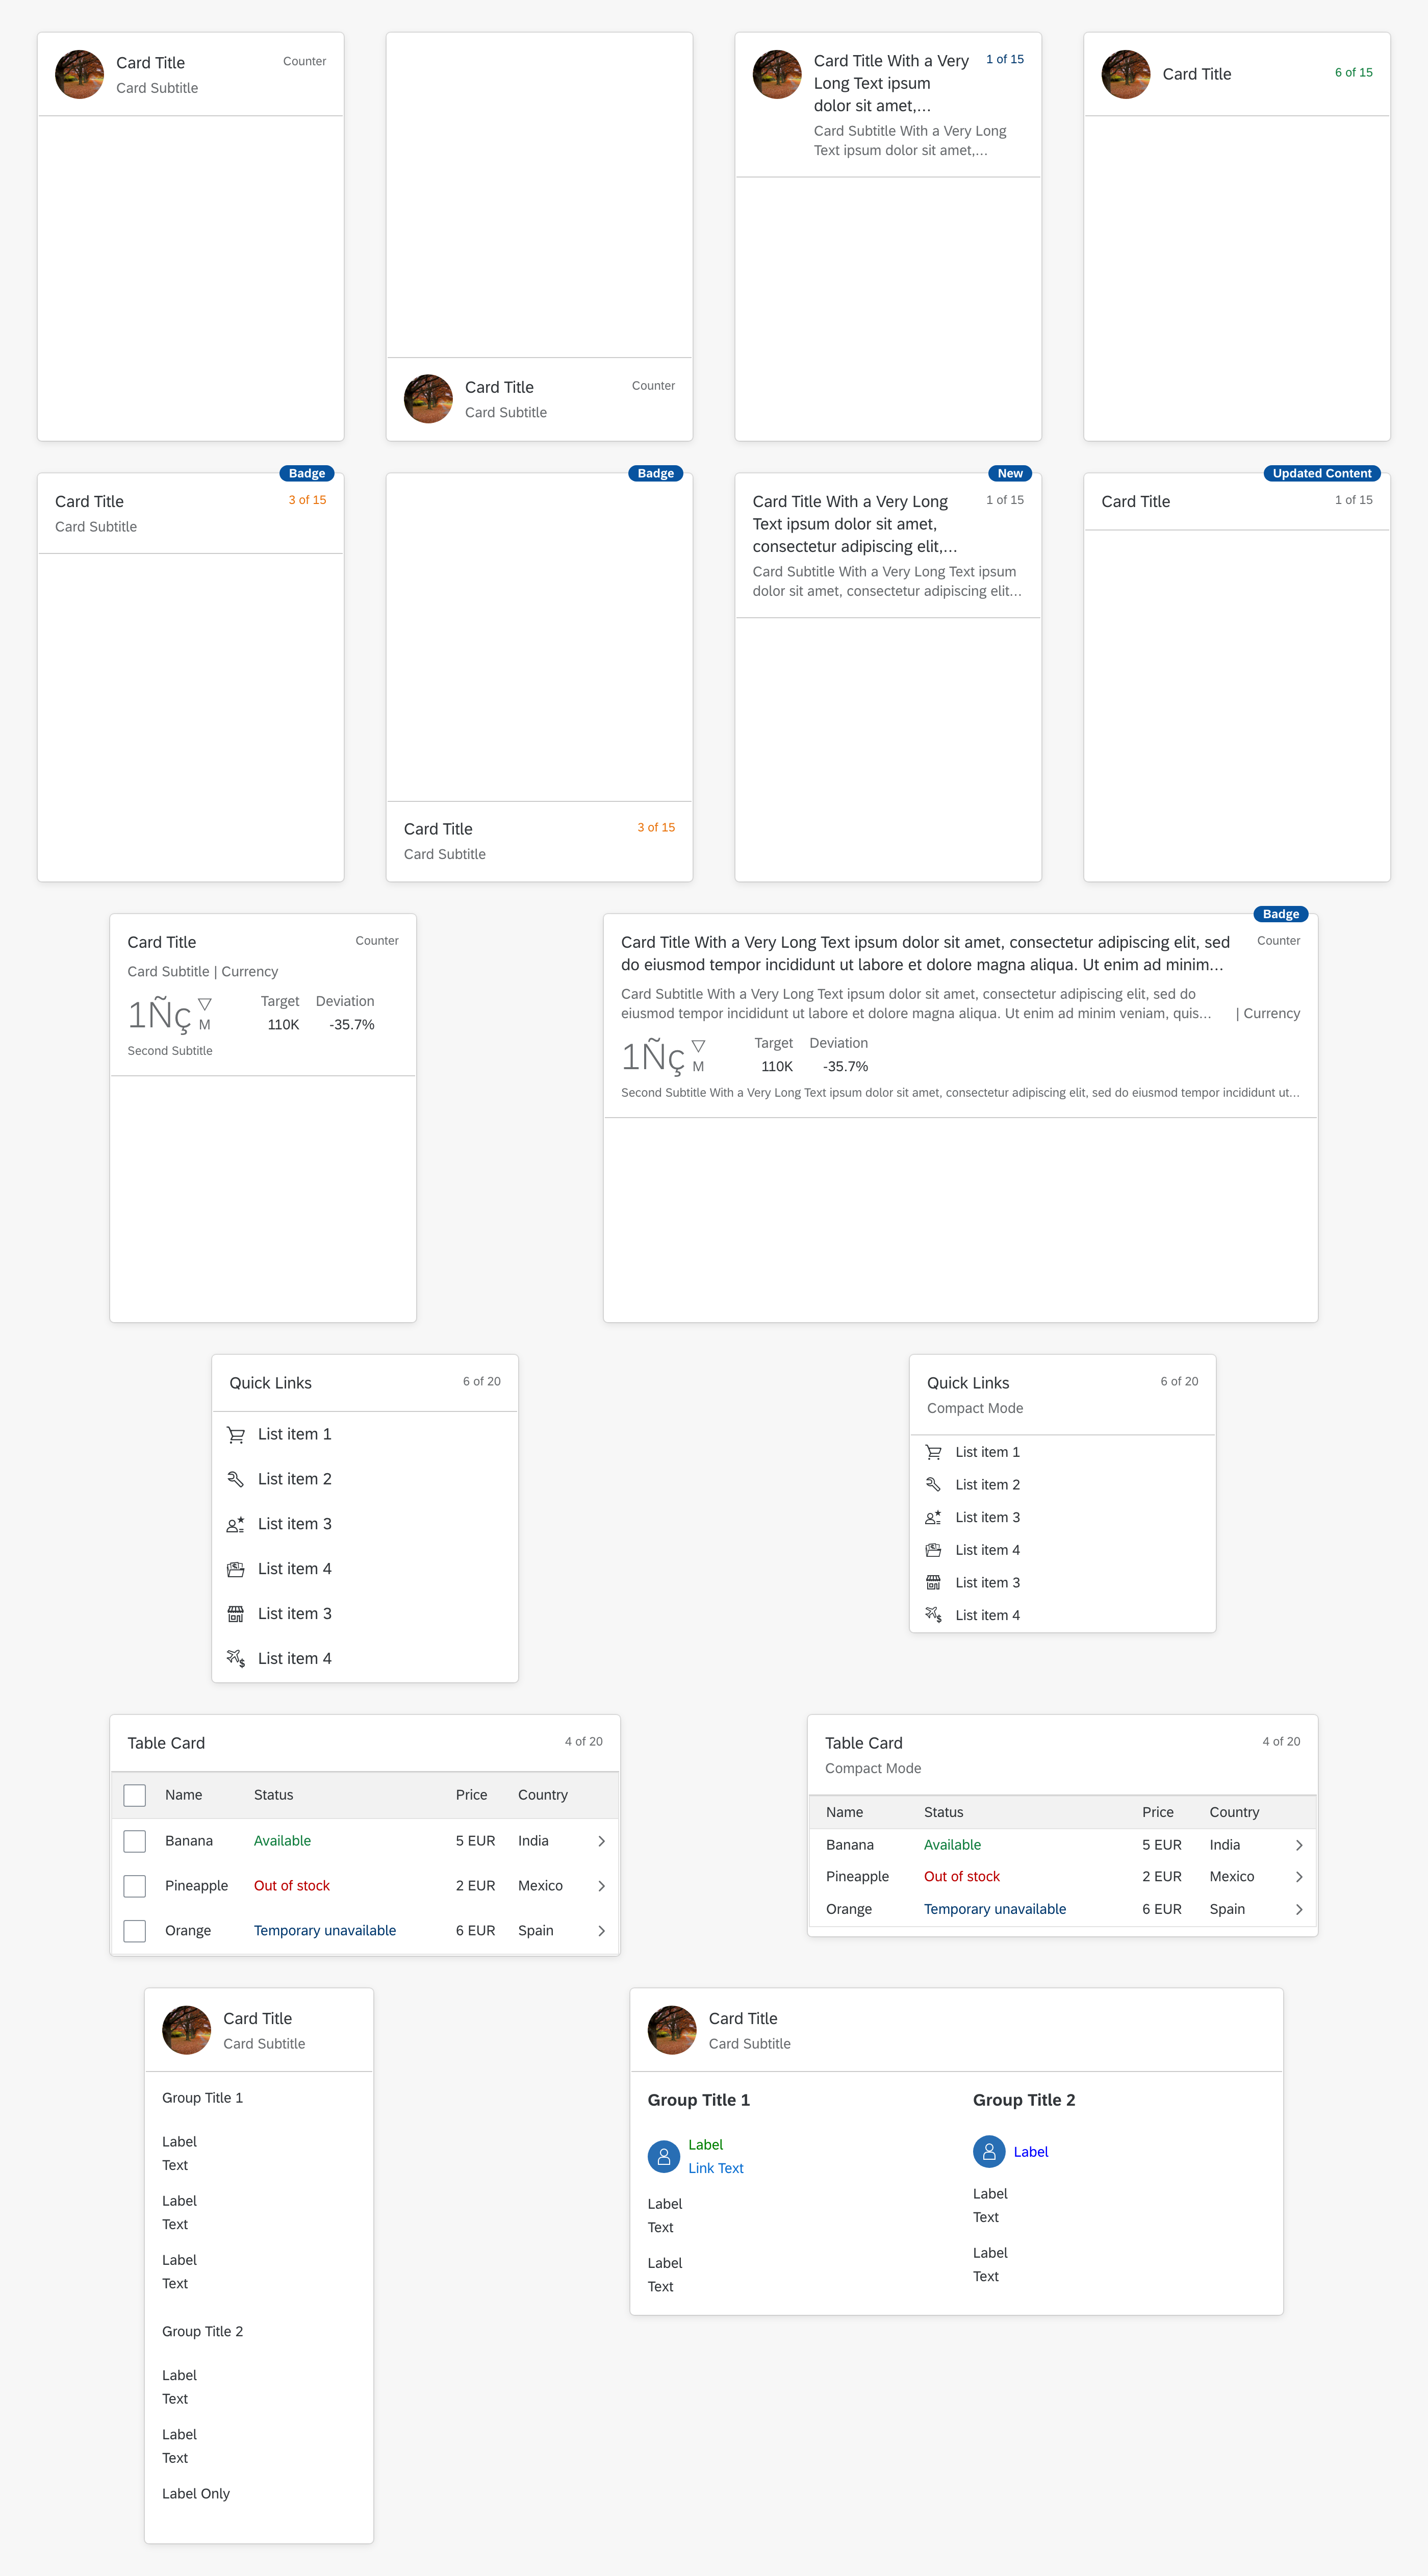 Card Title
Counter
Card Subtitle
Card Title
Counter
Card Subtitle
Card Title With a Very
Long Text ipsum
dolor sit amet,...
1 of 15
Card Subtitle With a Very Long
Text ipsum dolor sit amet,...
Card Title
6 of 15
Badge
Card Title
3 of 15
Card Subtitle
Badge
Card Title
3 of 15
Card Subtitle
New
Card Title With a Very Long
Text ipsum dolor sit amet,
consectetur adipiscing elit,...
1 of 15
Card Subtitle With a Very Long Text ipsum
dolor sit amet, consectetur adipiscing elit...
Updated Content
Card Title
1 of 15
Card Title
Counter
Card Subtitle | Currency
1Ñç
M
Target Deviation
110K -35.7%
Second Subtitle
Badge
Card Title With a Very Long Text ipsum dolor sit amet, consectetur adipiscing elit, sed
do eiusmod tempor incididunt ut labore et dolore magna aliqua. Ut enim ad minim...
Counter
Card Subtitle With a Very Long Text ipsum dolor sit amet, consectetur adipiscing elit, sed do
eiusmod tempor incididunt ut labore et dolore magna aliqua. Ut enim ad minim veniam, quis... | Currency
1Ñç
M
Target Deviation
110K -35.7%
Second Subtitle With a Very Long Text ipsum dolor sit amet, consectetur adipiscing elit, sed do eiusmod tempor incididunt ut...
Quick Links
6 of 20
List item 1
List item 2
List item 3
List item 4
List item 3
List item 4
Quick Links
6 of 20
Compact Mode
List item 1
List item 2
List item 3
List item 4
List item 3
List item 4
Table Card
4 of 20
Name Status Price Country
Banana Available 5 EUR India
Pineapple Out of stock 2 EUR Mexico
Orange Temporary unavailable 6 EUR Spain
Table Card
4 of 20
Compact Mode
Name Status Price Country
Banana Available 5 EUR India
Pineapple Out of stock 2 EUR Mexico
Orange Temporary unavailable 6 EUR Spain
Card Title
Card Subtitle
Group Title 1
Label
Text
Label
Text
Label
Text
Group Title 2
Label
Text
Label
Text
Label Only
Card Title
Card Subtitle
Group Title 1
Label
Link Text
Label
Text
Label
Text
Group Title 2
Label
Label
Text
Label
Text